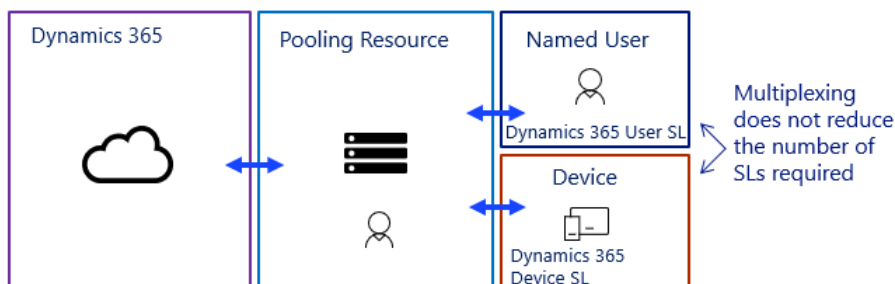 Dynamics 365
Pooling Resource
Named User
Dynamics 365 User SL
Device
Dynamics 365
Device SL
Multiplexing
does not reduce
the number of
SLs required